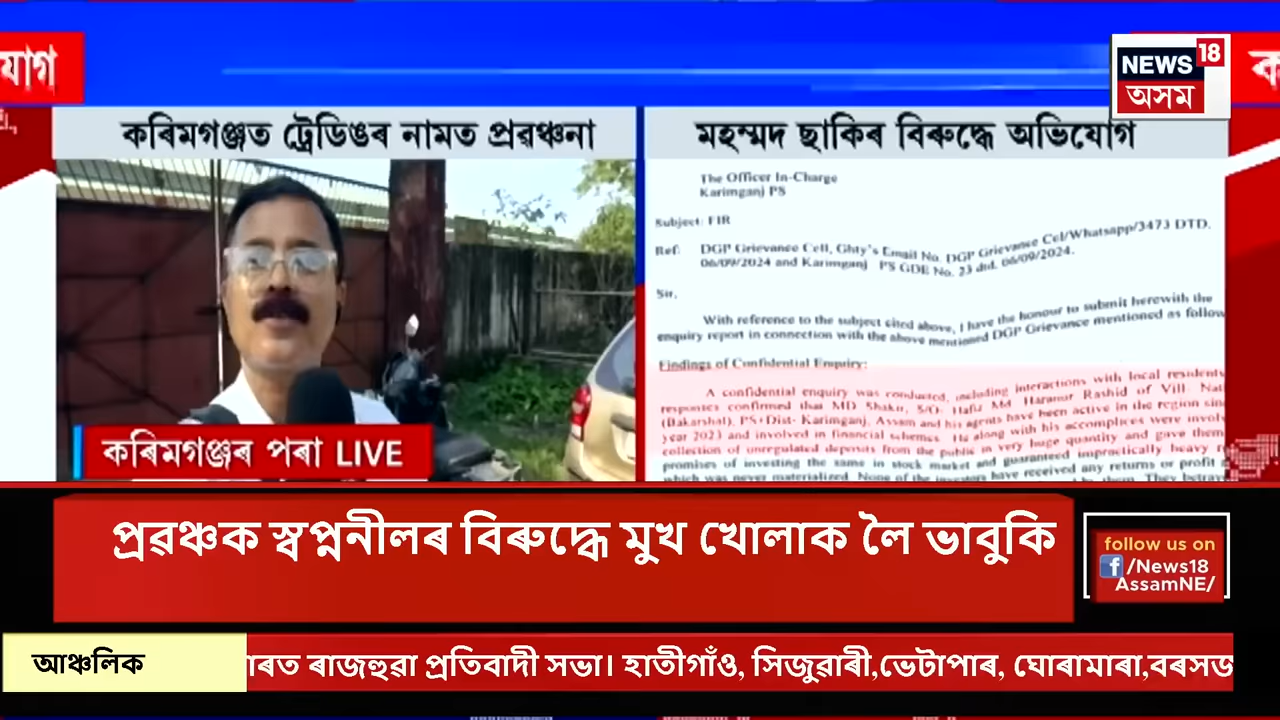 যোগ
NEWS 18
অসম
কৰিমগঞ্জত ট্ৰেডিঙৰ নামত প্ৰৱঞ্চনা
মহম্মদ ছাকিৰ বিৰুদ্ধে অভিযোগ
The Officer In-Charge
Karimganj PS
Subject: FIR
Ref: DGP Grievance Cell, Ghty's Email No. DGP Grievance Cel/Whatsapp/3473 DTD.
06/09/2024 and Karimganj PS GDE No. 23 dtd. 06/09/2024.
Sir,
With reference to the subject cited above, I have the honour to submit herewith the
enquiry report in connection with the above mentioned DGP Grievance mentioned as follow
Findings of Confidential Enquiry:
A confidential enquiry was conducted, including interactions with local residents
responses confirmed that MD Shakir, S/O- Hafiz Md Haranur Rashid of Vill. Nat
(Bakarshal), PS+Dist- Karimganj, Assam and his agents have been active in the region sin
year 2023 and involved in financial schemes. He along with his accomplices were invol
collection of unregulated deposits from the public in very huge quantity and gave them
promises of investing the same in stock market and guaranteed impractically heavy r
which was never materialized. None of the investors have received any returns or profit
They betray
কৰিমগঞ্জৰ পৰা LIVE
প্ৰৱঞ্চক স্বপ্ননীলৰ বিৰুদ্ধে মুখ খোলাক লৈ ভাবুকি
follow us on
/News18
AssamNE/
আঞ্চলিক
াৰত ৰাজহুৱা প্ৰতিবাদী সভা। হাতীগাঁও, সিজুৱাৰী,ভেটাপাৰ, ঘোৰামাৰা,বৰসজ